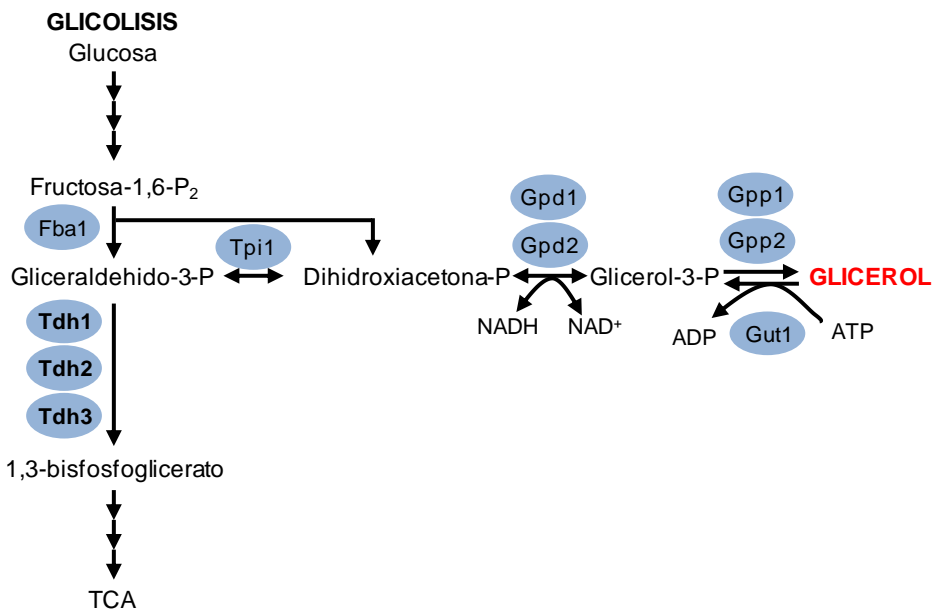 GLICOLISIS
Glucosa
Fructosa-1,6-P₂
Fba1
Tpi1
Gpd1
Gpd2
Gpp1
Gpp2
Gliceraldehido-3-P
Dihidroxiacetona-P
Glicerol-3-P
GLICEROL
NADH
NAD⁺
ADP
Gut1
ATP
Tdh1
Tdh2
Tdh3
1,3-bisfosfoglicerato
TCA